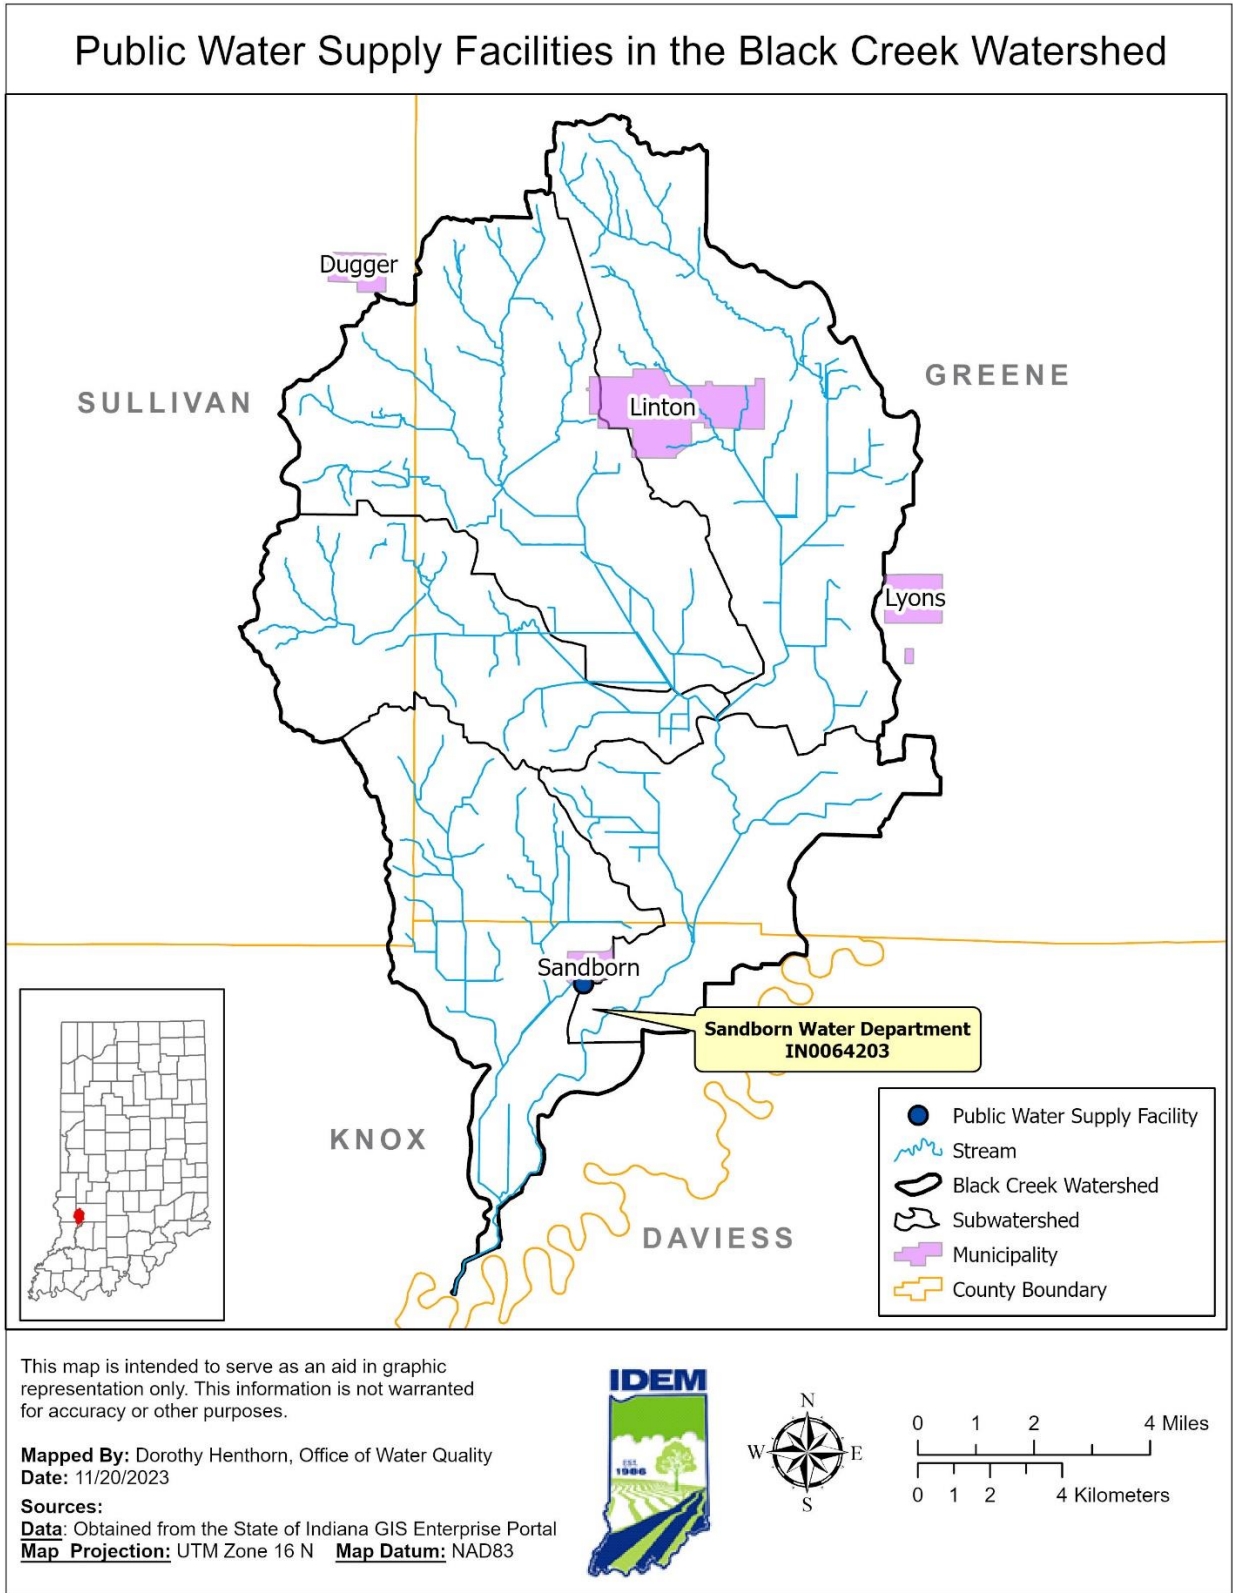 Public Water Supply Facilities in the Black Creek Watershed
Dugger
SULLIVAN
GREENE
Linton
Lyons
Sandborn
Sandborn Water Department
IN0064203
KNOX
DAVIESS
Public Water Supply Facility
Stream
Black Creek Watershed
Subwatershed
Municipality
County Boundary
This map is intended to serve as an aid in graphic
representation only. This information is not warranted
for accuracy or other purposes.
Mapped By: Dorothy Henthorn, Office of Water Quality
Date: 11/20/2023
Sources:
Data: Obtained from the State of Indiana GIS Enterprise Portal
Map Projection: UTM Zone 16 N Map Datum: NAD83
IDEM
EST.
1986
N
W E
S
0 1 2 4 Miles
0 1 2 4 Kilometers